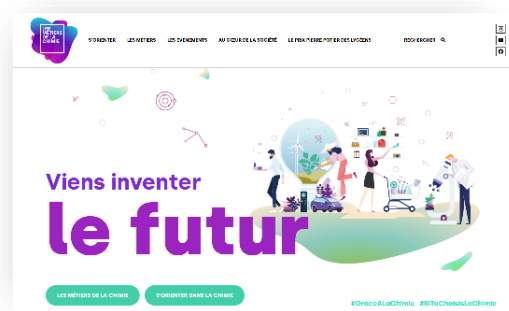 LES
MÉTIERS
DE LA
CHIMIE
S'ORIENTER LES MÉTIERS LES ÉVÉNEMENTS AU CŒUR DE LA SOCIÉTÉ LE PRIX PIERRE POTIER DES LYCÉENS RECHERCHER
Viens inventer
le futur
LES MÉTIERS DE LA CHIMIE S'ORIENTER DANS LA CHIMIE
#GraceALaChimie #SiTuChoisisLaChimie